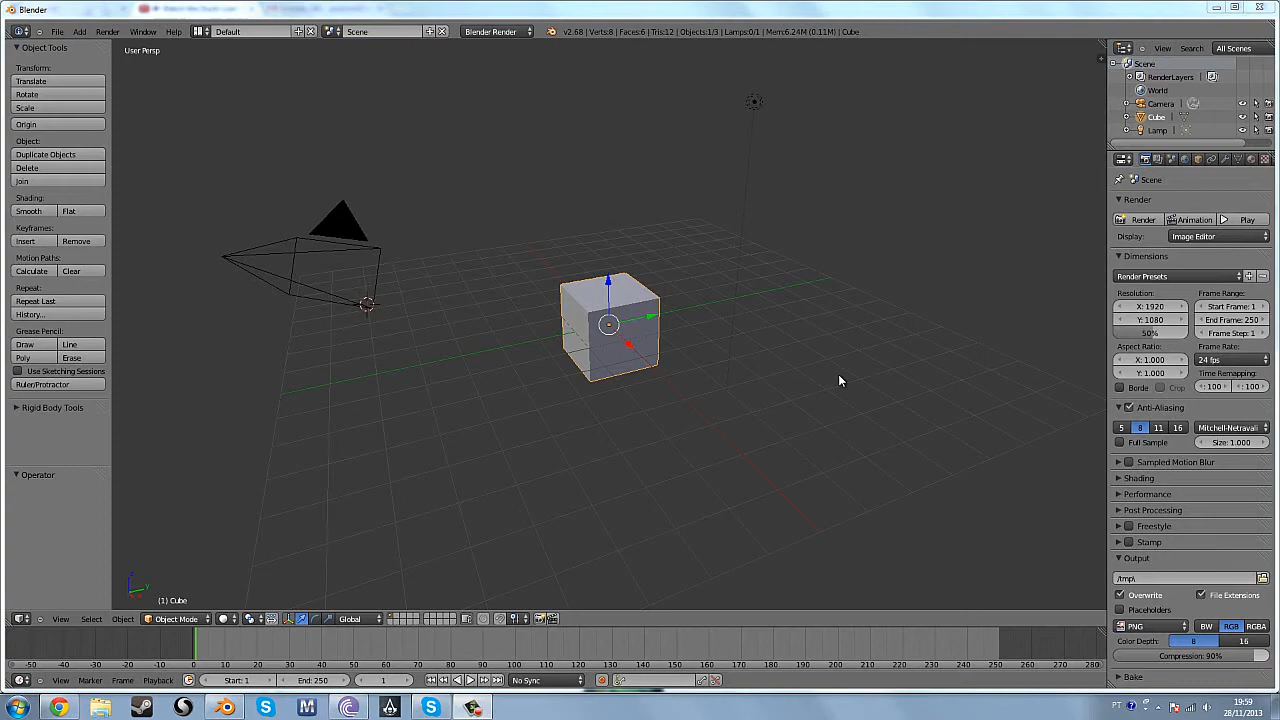 Blender
File Add Render Window Help Default Scene Blender Render v2.68 | Verts:8 | Faces:6 | Tris:12 | Objects:1/3 | Lamps:0/1 | Mem:6.24M (0.11M) | Cube
Object Tools
Transform:
Translate
Rotate
Scale
Origin
Object:
Duplicate Objects
Delete
Join
Shading:
Smooth Flat
Keyframes:
Insert Remove
Motion Paths:
Calculate Clear
Repeat:
Repeat Last
History...
Grease Pencil:
Draw Line
Poly Erase
Use Sketching Sessions
Ruler/Protractor
Rigid Body Tools
Operator
User Persp
(1) Cube
View Search All Scenes
Scene
RenderLayers
World
Camera
Cube
Lamp
Scene
Render
Render Animation Play
Display: Image Editor
Dimensions
Render Presets
Resolution: Frame Range:
X: 1920 Start Frame: 1
Y: 1080 End Frame: 250
50% Frame Step: 1
Aspect Ratio: Frame Rate:
X: 1.000 24 fps
Y: 1.000 Time Remapping:
Borde Crop :100 :100
Anti-Aliasing
5 8 11 16 Mitchell-Netravali
Full Sample Size: 1.000
Sampled Motion Blur
Shading
Performance
Post Processing
Freestyle
Stamp
Output
/tmp\
Overwrite File Extensions
Placeholders
PNG BW RGB RGBA
Color Depth: 8 16
Compression: 90%
Bake
View Select Object Object Mode Global
-50 -40 -30 -20 -10 0 10 20 30 40 50 60 70 80 90 100 110 120 130 140 150 160 170 180 190 200 210 220 230 240 250 260 270 280
View Marker Frame Playback Start: 1 End: 250 1 No Sync
PT 19:59
28/11/2013